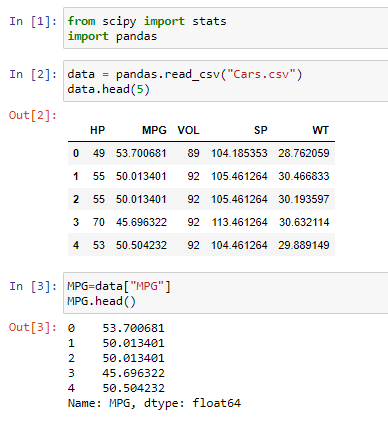 In [1]: from scipy import stats
import pandas
In [2]: data = pandas.read_csv("Cars.csv")
data.head(5)
Out[2]:
HP MPG VOL SP WT
0 49 53.700681 89 104.185353 28.762059
1 55 50.013401 92 105.461264 30.466833
2 55 50.013401 92 105.461264 30.193597
3 70 45.696322 92 113.461264 30.632114
4 53 50.504232 92 104.461264 29.889149
In [3]: MPG=data["MPG"]
MPG.head()
Out[3]: 0 53.700681
1 50.013401
2 50.013401
3 45.696322
4 50.504232
Name: MPG, dtype: float64